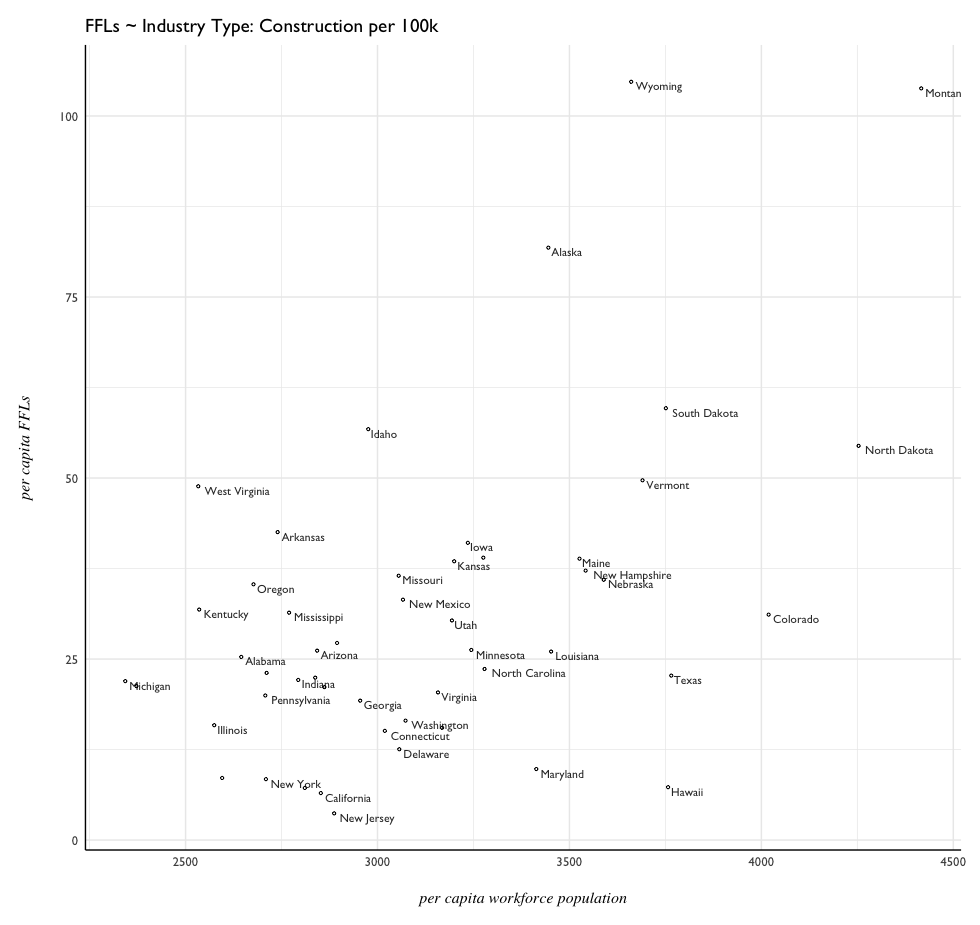 FFLs ~ Industry Type: Construction per 100k
Wyoming
Montan
100
Alaska
75
South Dakota
Idaho
North Dakota
per capita FFLs
50
Vermont
West Virginia
Arkansas
Iowa
Maine
Kansas
New Hampshire
Missouri
Nebraska
Oregon
New Mexico
Kentucky
Mississippi
Colorado
Utah
Arizona
Minnesota
Louisiana
25
Alabama
North Carolina
Texas
Indiana
Michigan
Virginia
Pennsylvania
Georgia
Washington
Illinois
Connecticut
Delaware
Maryland
New York
Hawaii
California
New Jersey
0
2500 3000 3500 4000 4500
per capita workforce population